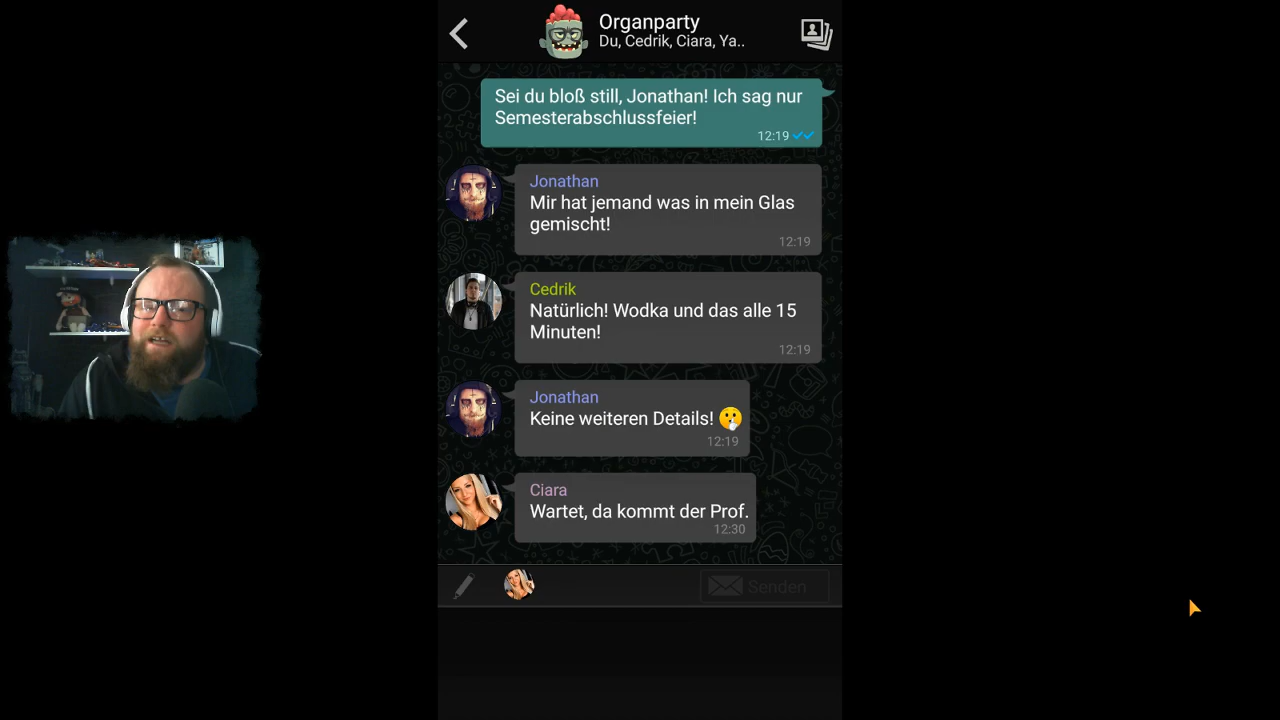 Organparty
Du, Cedrik, Ciara, Ya..
Sei du bloß still, Jonathan! Ich sag nur
Semesterabschlussfeier!
12:19
Jonathan
Mir hat jemand was in mein Glas
gemischt!
12:19
Cedrik
Natürlich! Wodka und das alle 15
Minuten!
12:19
Jonathan
Keine weiteren Details! 🤫
12:19
Ciara
Wartet, da kommt der Prof.
12:30
Senden